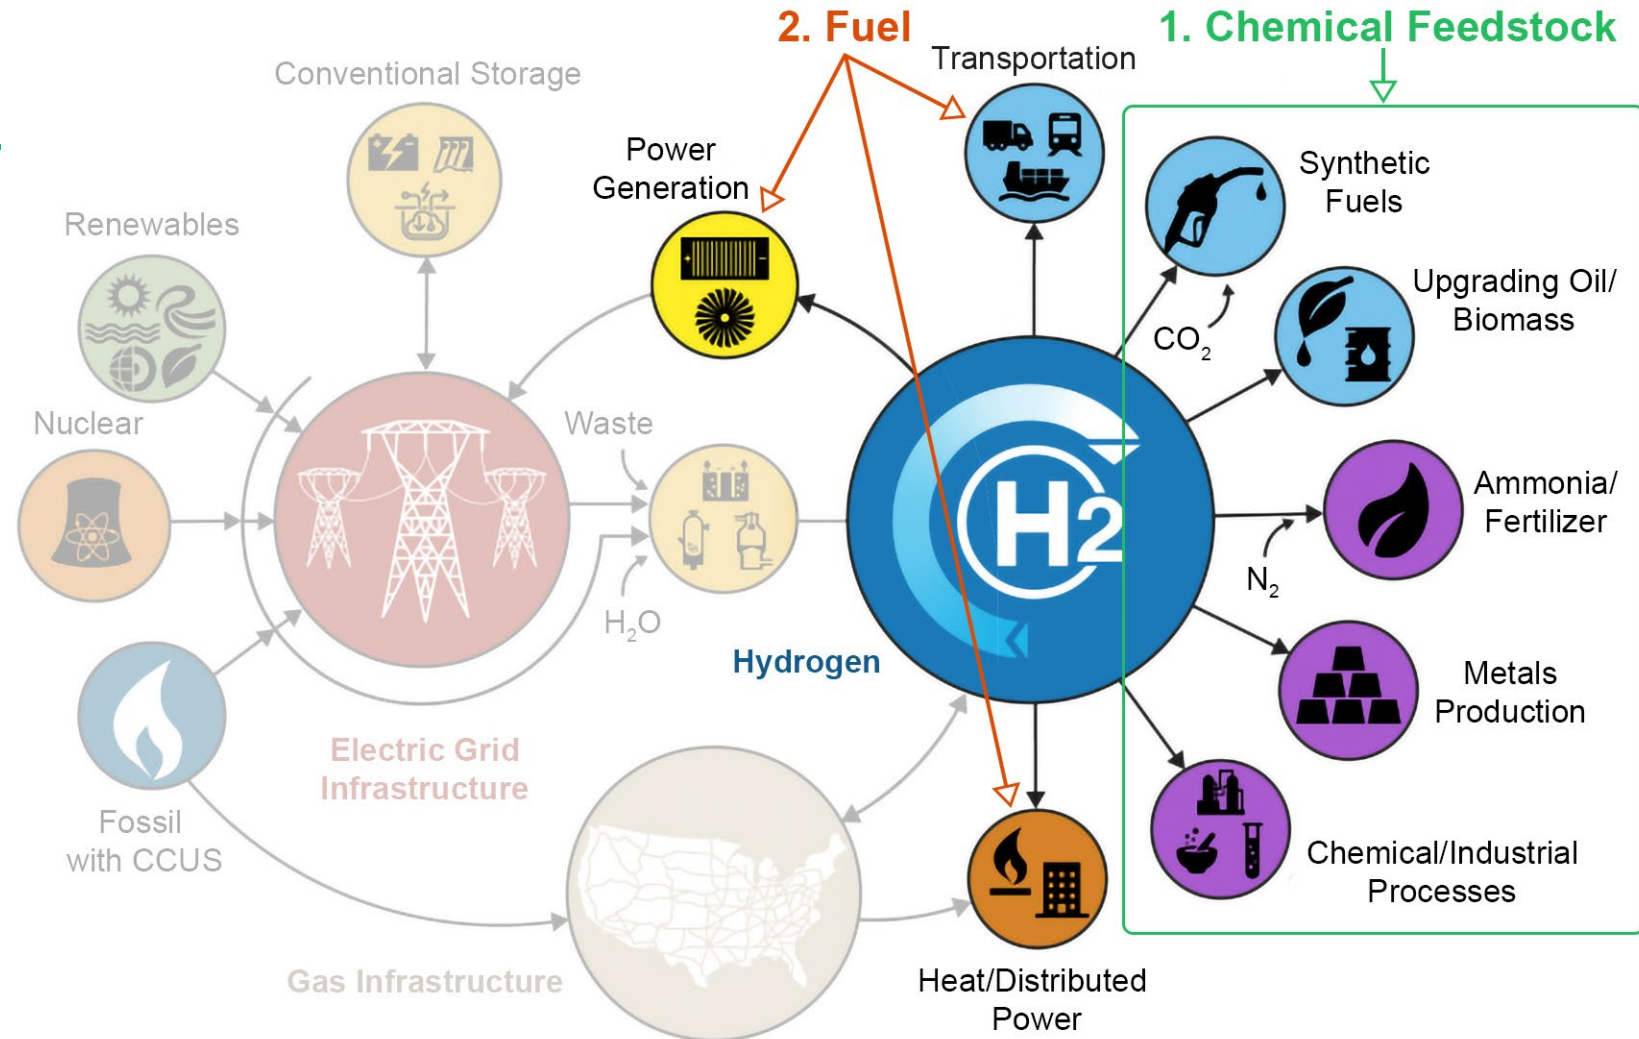 2. Fuel
1. Chemical Feedstock
Conventional Storage
Transportation
Power
Generation
Synthetic
Fuels
Renewables
Upgrading Oil/
Biomass
CO₂
Nuclear
Waste
H2
Ammonia/
Fertilizer
N₂
H₂O
Hydrogen
Metals
Production
Electric Grid
Infrastructure
Fossil
with CCUS
Chemical/Industrial
Processes
Gas Infrastructure
Heat/Distributed
Power